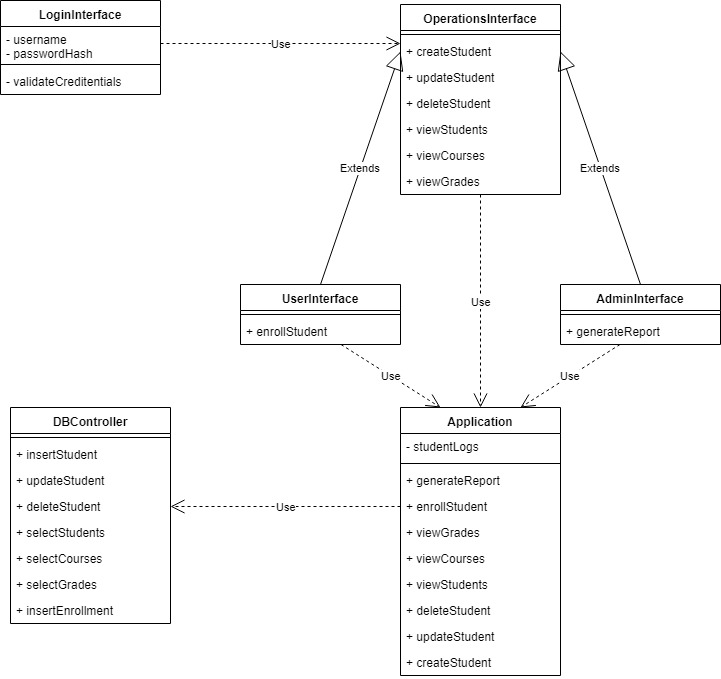 LoginInterface
- username
- passwordHash
- validateCreditentials
Use
OperationsInterface
+ createStudent
+ updateStudent
+ deleteStudent
+ viewStudents
+ viewCourses
+ viewGrades
Extends
Extends
UserInterface
+ enrollStudent
Use
AdminInterface
+ generateReport
Use
Use
DBController
+ insertStudent
+ updateStudent
+ deleteStudent
+ selectStudents
+ selectCourses
+ selectGrades
+ insertEnrollment
Use
Application
- studentLogs
+ generateReport
+ enrollStudent
+ viewGrades
+ viewCourses
+ viewStudents
+ deleteStudent
+ updateStudent
+ createStudent